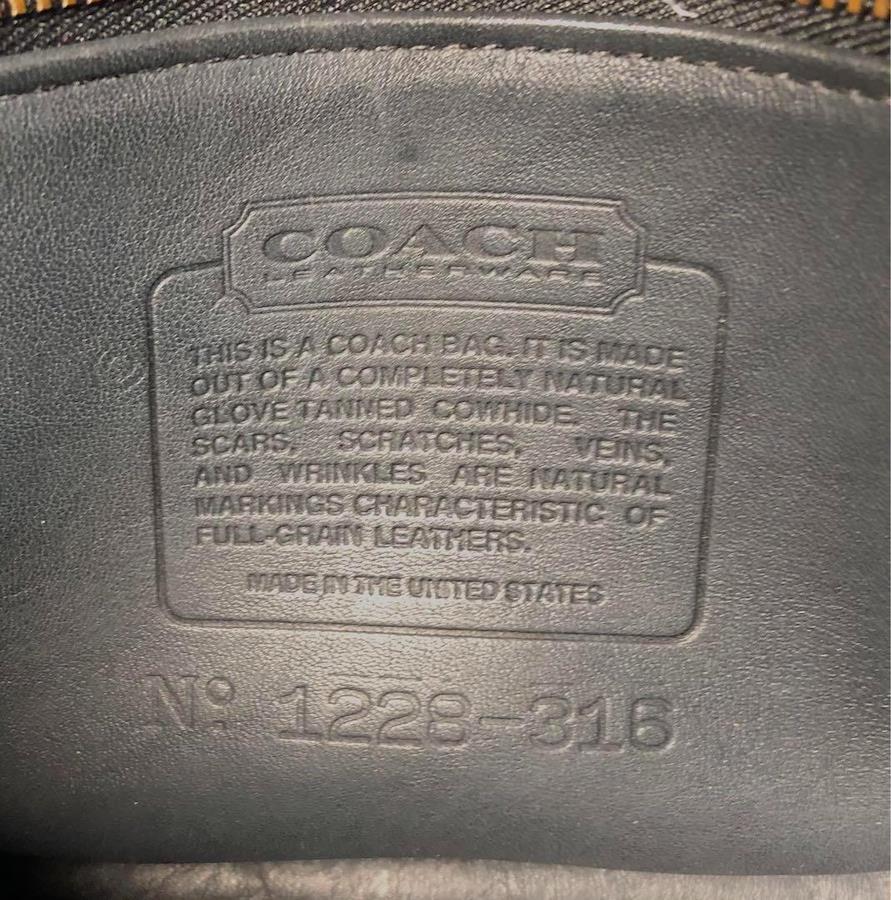 COACH
LEATHERWARE
THIS IS A COACH BAG. IT IS MADE
OUT OF A COMPLETELY NATURAL
GLOVE TANNED COWHIDE. THE
SCARS, SCRATCHES, VEINS,
AND WRINKLES ARE NATURAL
MARKINGS CHARACTERISTIC OF
FULL-GRAIN LEATHERS.
MADE IN THE UNITED STATES
Nº 1228-316